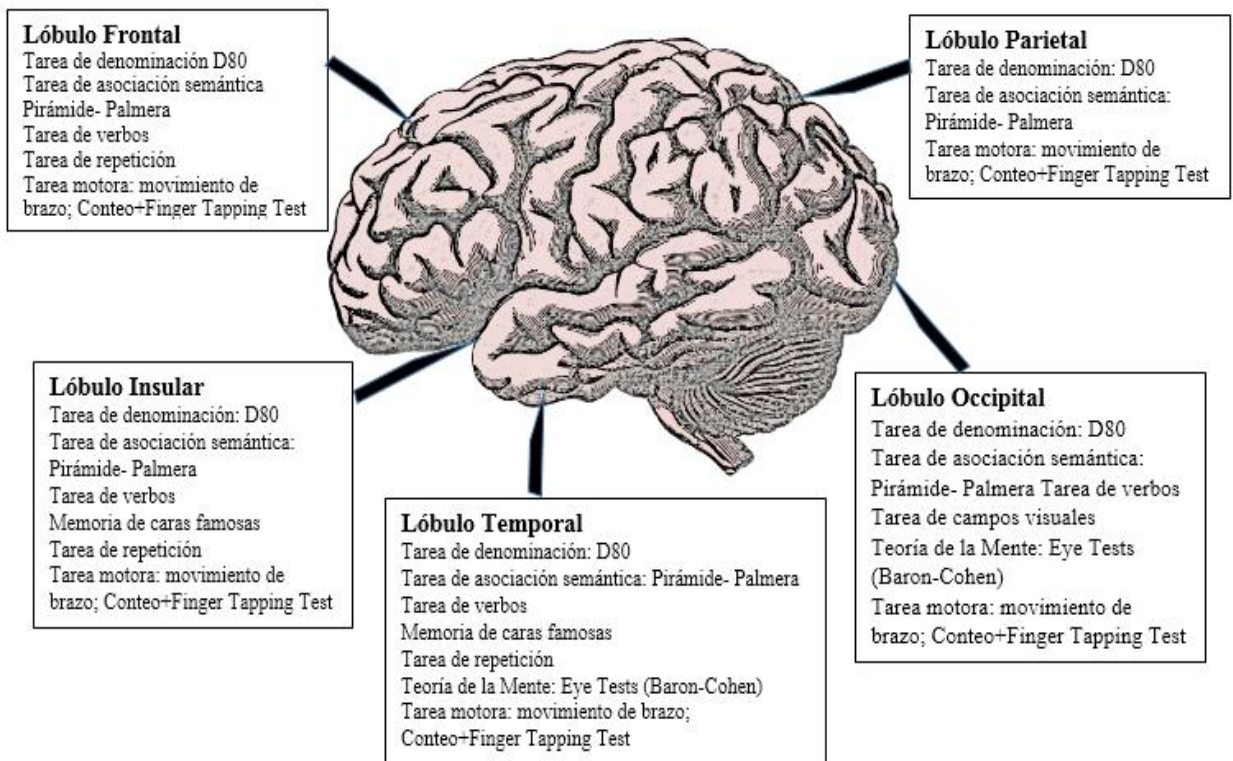 Lóbulo Frontal
Tarea de denominación D80
Tarea de asociación semántica
Pirámide- Palmera
Tarea de verbos
Tarea de repetición
Tarea motora: movimiento de
brazo; Conteo+Finger Tapping Test
Lóbulo Parietal
Tarea de denominación: D80
Tarea de asociación semántica:
Pirámide- Palmera
Tarea motora: movimiento de
brazo; Conteo+Finger Tapping Test
Lóbulo Insular
Tarea de denominación: D80
Tarea de asociación semántica:
Pirámide- Palmera
Tarea de verbos
Memoria de caras famosas
Tarea de repetición
Tarea motora: movimiento de
brazo; Conteo+Finger Tapping Test
Lóbulo Temporal
Tarea de denominación: D80
Tarea de asociación semántica: Pirámide- Palmera
Tarea de verbos
Memoria de caras famosas
Tarea de repetición
Teoría de la Mente: Eye Tests (Baron-Cohen)
Tarea motora: movimiento de brazo;
Conteo+Finger Tapping Test
Lóbulo Occipital
Tarea de denominación: D80
Tarea de asociación semántica:
Pirámide- Palmera Tarea de verbos
Tarea de campos visuales
Teoría de la Mente: Eye Tests
(Baron-Cohen)
Tarea motora: movimiento de
brazo; Conteo+Finger Tapping Test